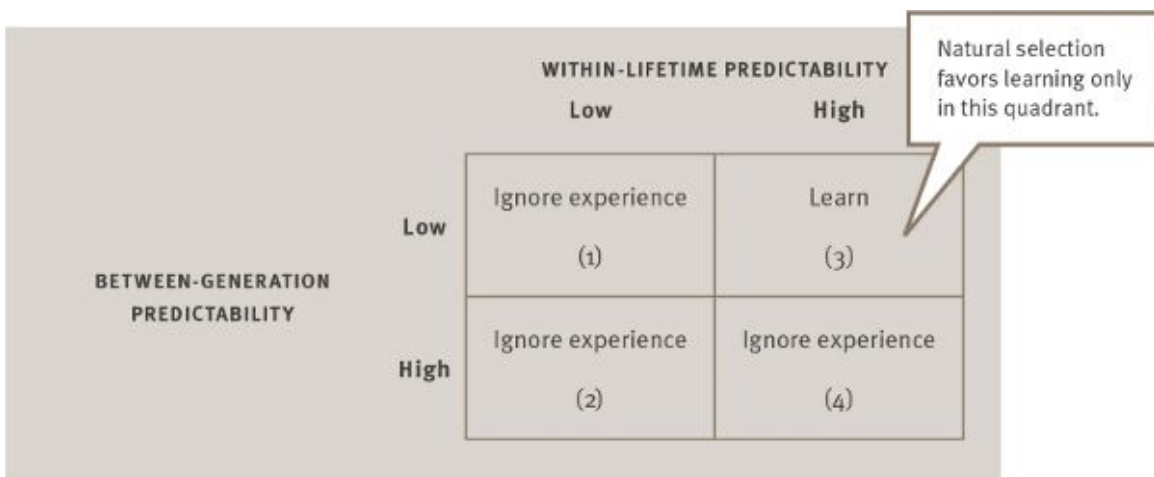 WITHIN-LIFETIME PREDICTABILITY
Low High
Natural selection
favors learning only
in this quadrant.
BETWEEN-GENERATION
PREDICTABILITY
Low
Ignore experience Learn
(1) (3)
High
Ignore experience Ignore experience
(2) (4)